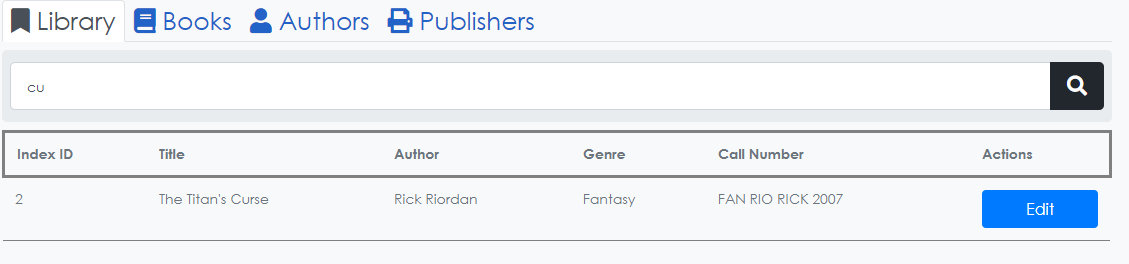 Library Books Authors Publishers
cu
Index ID Title Author Genre Call Number Actions
2 The Titan's Curse Rick Riordan Fantasy FAN RIO RICK 2007 Edit